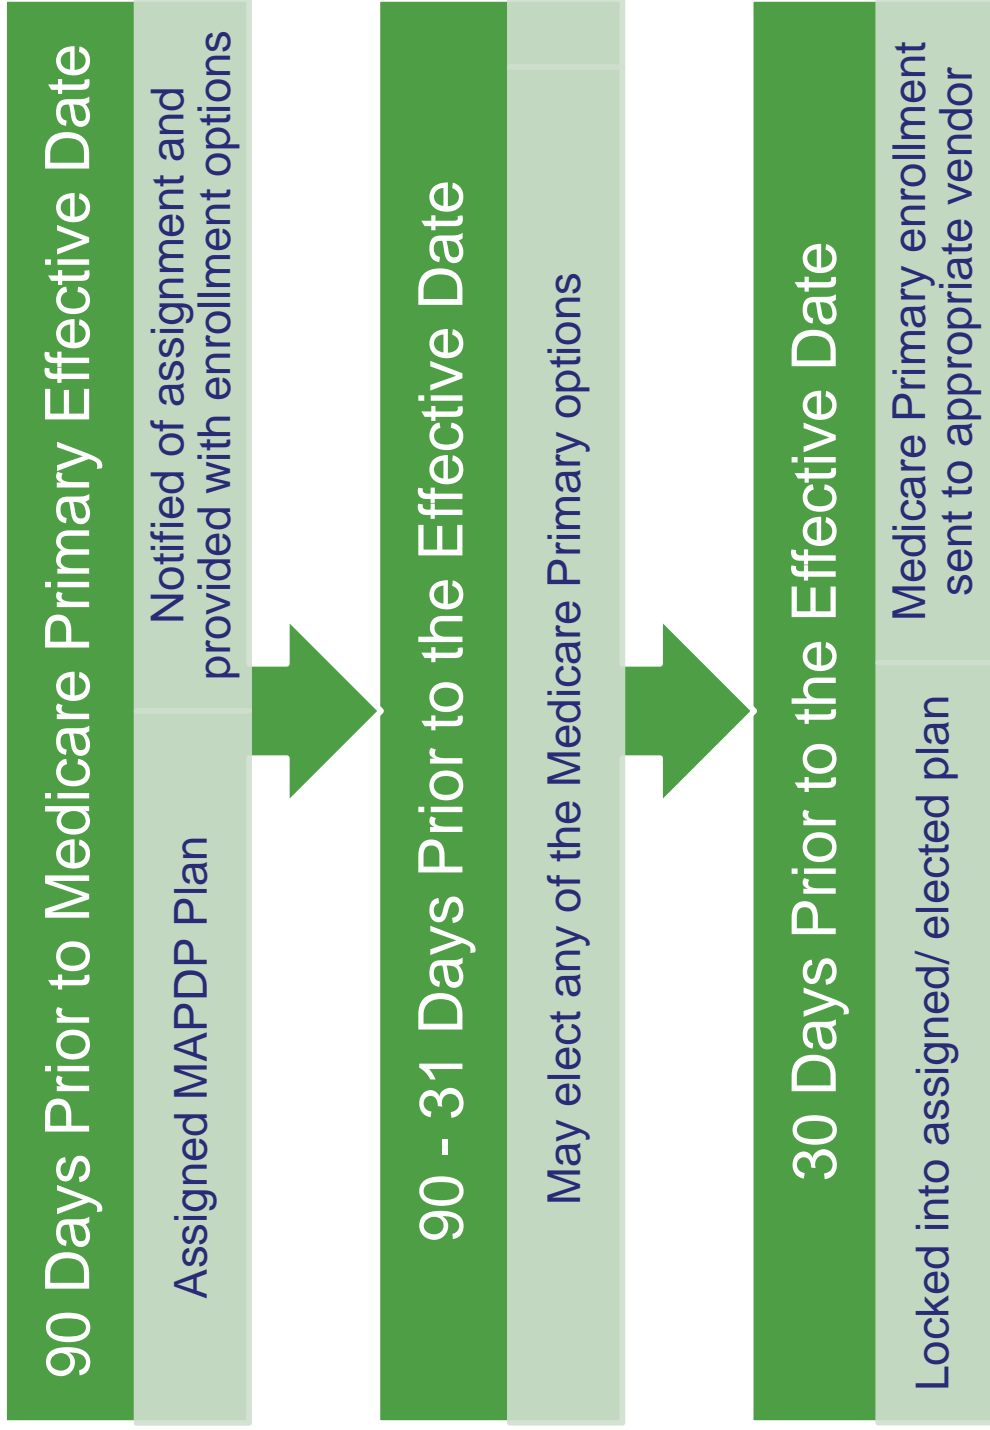 90 Days Prior to Medicare Primary Effective Date
Assigned MAPDP Plan
Notified of assignment and
provided with enrollment options
90 - 31 Days Prior to the Effective Date
May elect any of the Medicare Primary options
30 Days Prior to the Effective Date
Locked into assigned/ elected plan
Medicare Primary enrollment
sent to appropriate vendor